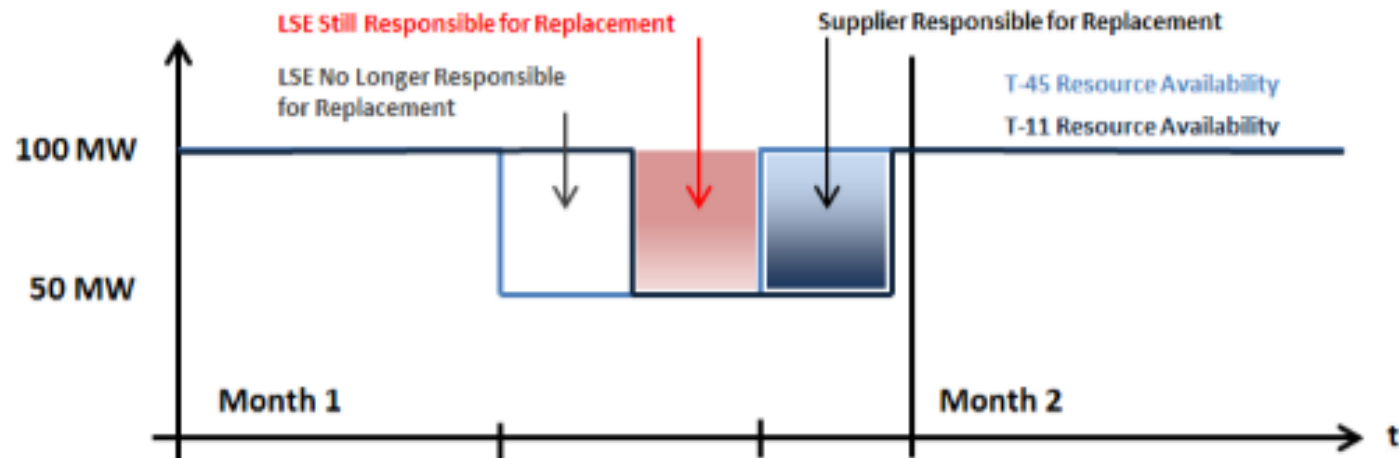 LSE Still Responsible for Replacement
Supplier Responsible for Replacement
LSE No Longer Responsible
for Replacement
T-45 Resource Availability
T-11 Resource Availability
100 MW
50 MW
Month 1
Month 2
t